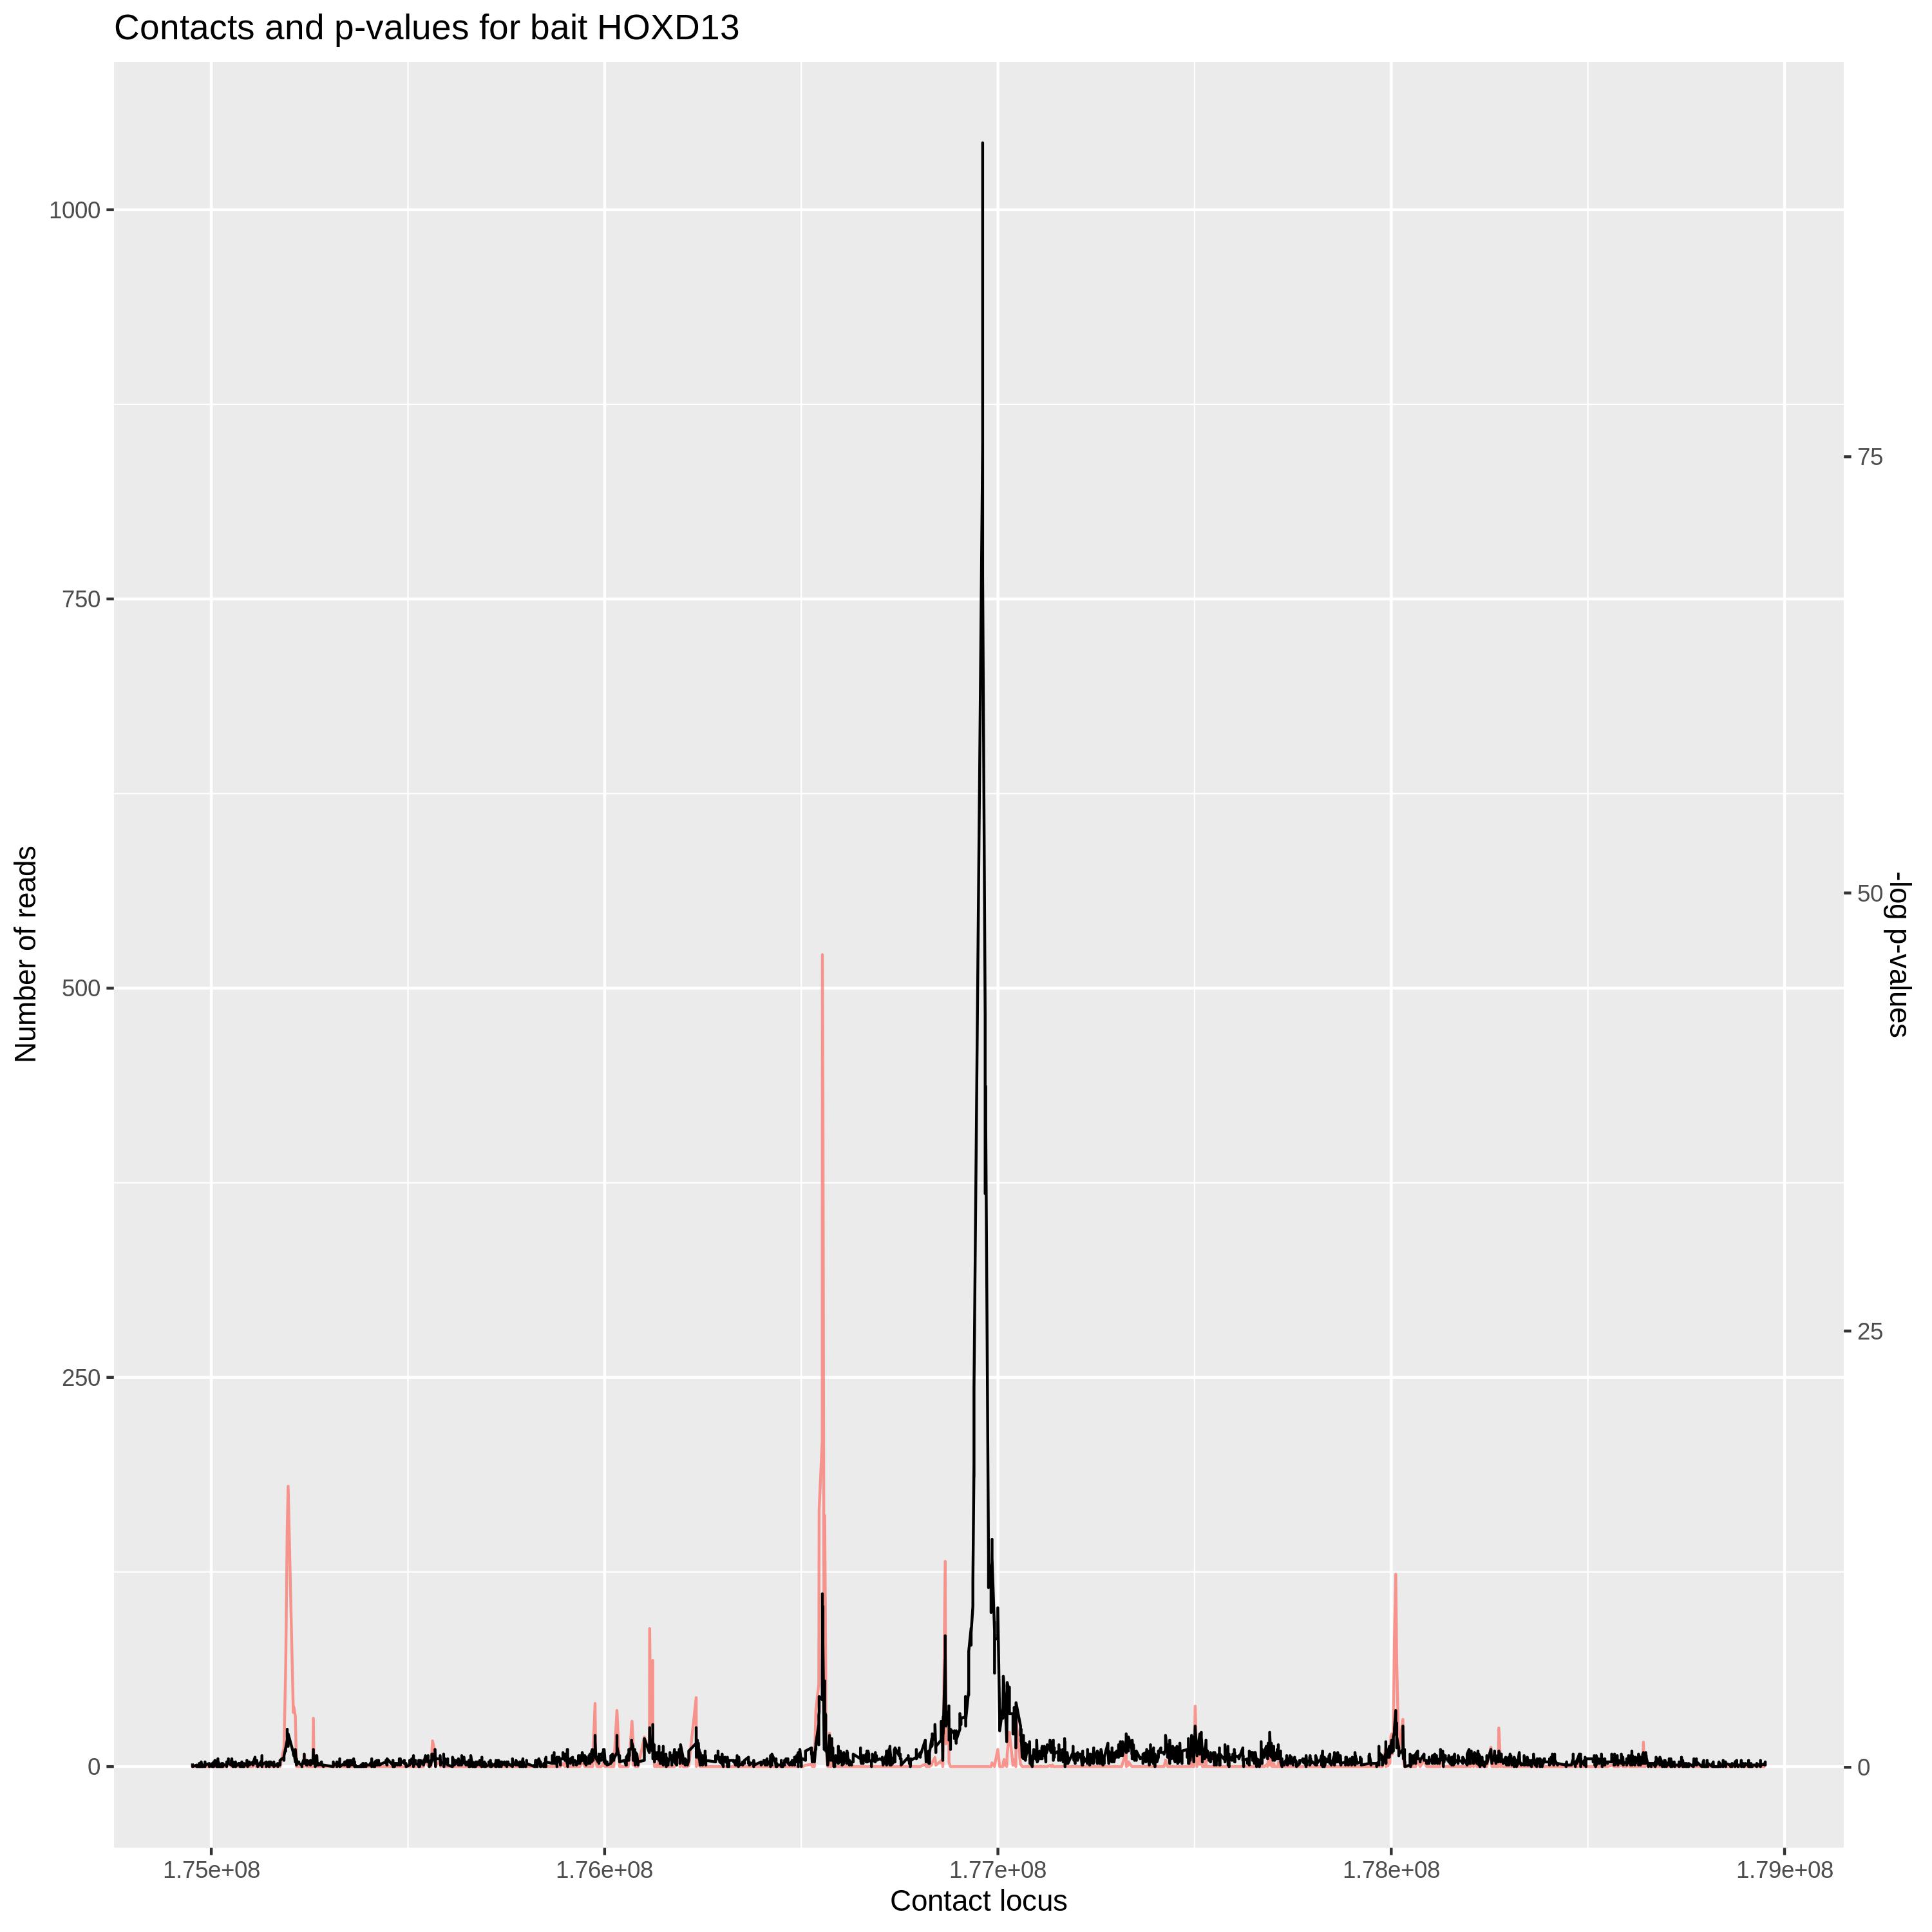 Contacts and p-values for bait HOXD13
1000
750
500
250
0
Number of reads
75
50
25
0
-log p-values
1.75e+08 1.76e+08 1.77e+08 1.78e+08 1.79e+08
Contact locus